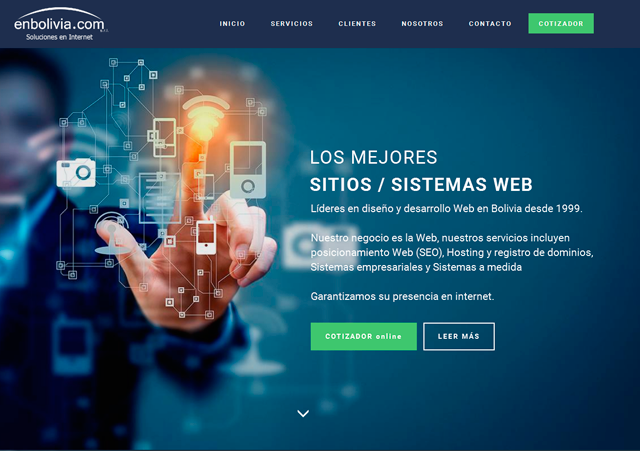 enbolivia.com
Soluciones en Internet
INICIO SERVICIOS CLIENTES NOSOTROS CONTACTO COTIZADOR
LOS MEJORES
SITIOS / SISTEMAS WEB
Líderes en diseño y desarrollo Web en Bolivia desde 1999.
Nuestro negocio es la Web, nuestros servicios incluyen
posicionamiento Web (SEO), Hosting y registro de dominios,
Sistemas empresariales y Sistemas a medida
Garantizamos su presencia en internet.
COTIZADOR online LEER MÁS